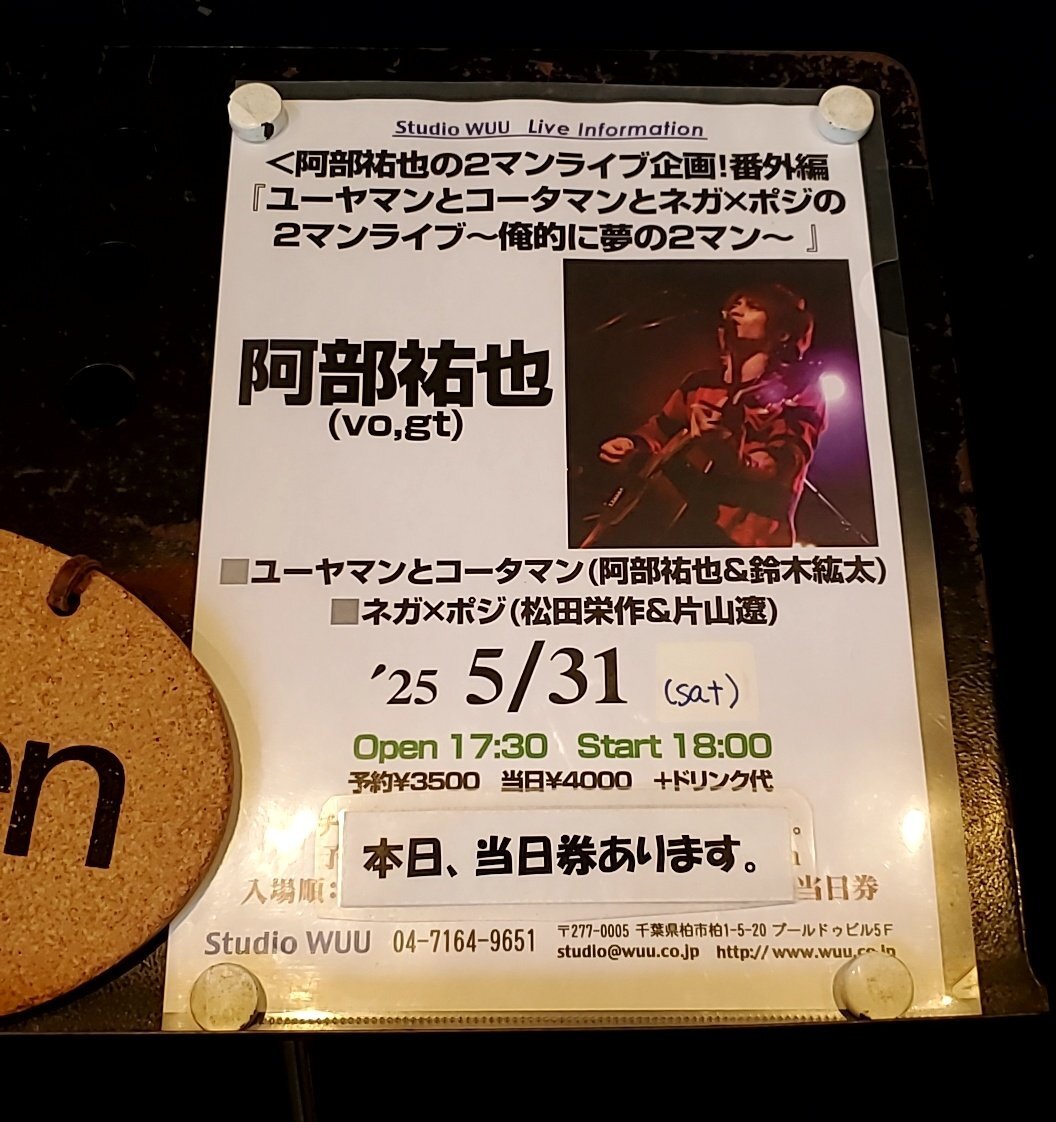 Studio WUU Live Information
<阿部祐也の2マンライブ企画!番外編
『ユーヤマンとコータマンとネガ×ポジの
2マンライブ〜俺的に夢の2マン〜 』
阿部祐也
(vo,gt)
■ユーヤマンとコータマン(阿部祐也&鈴木紘太)
■ネガ×ポジ(松田栄作&片山遼)
'25 5/31 (sat)
Open 17:30 Start 18:00
予約¥3500 当日¥4000 +ドリンク代
本日、当日券あります。
入場順: 当日券
Studio WUU 04-7164-9651
〒277-0005 千葉県柏市柏1-5-20 プールドゥビル5F
studio@wuu.co.jp http://www.wuu.co.jp
en